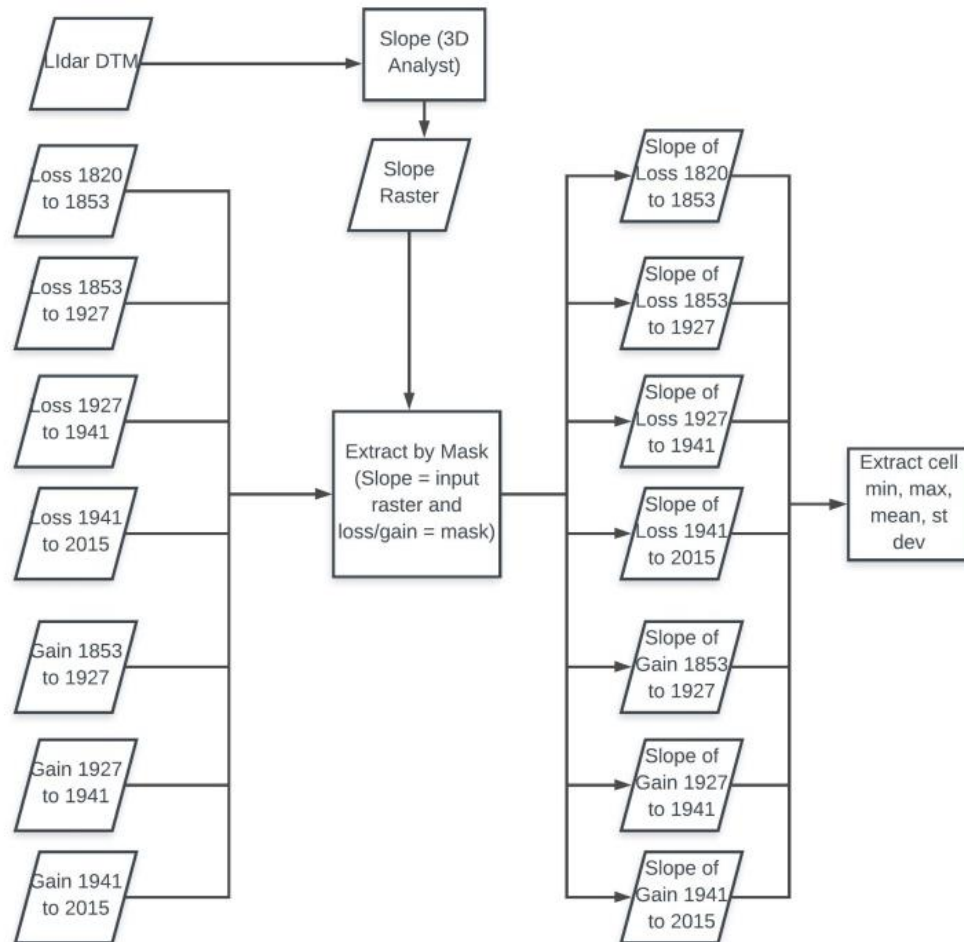 LIdar DTM
Slope (3D
Analyst)
Slope
Raster
Loss 1820
to 1853
Loss 1853
to 1927
Loss 1927
to 1941
Loss 1941
to 2015
Gain 1853
to 1927
Gain 1927
to 1941
Gain 1941
to 2015
Extract by Mask
(Slope = input
raster and
loss/gain = mask)
Slope of
Loss 1820
to 1853
Slope of
Loss 1853
to 1927
Slope of
Loss 1927
to 1941
Slope of
Loss 1941
to 2015
Slope of
Gain 1853
to 1927
Slope of
Gain 1927
to 1941
Slope of
Gain 1941
to 2015
Extract cell
min, max,
mean, st
dev